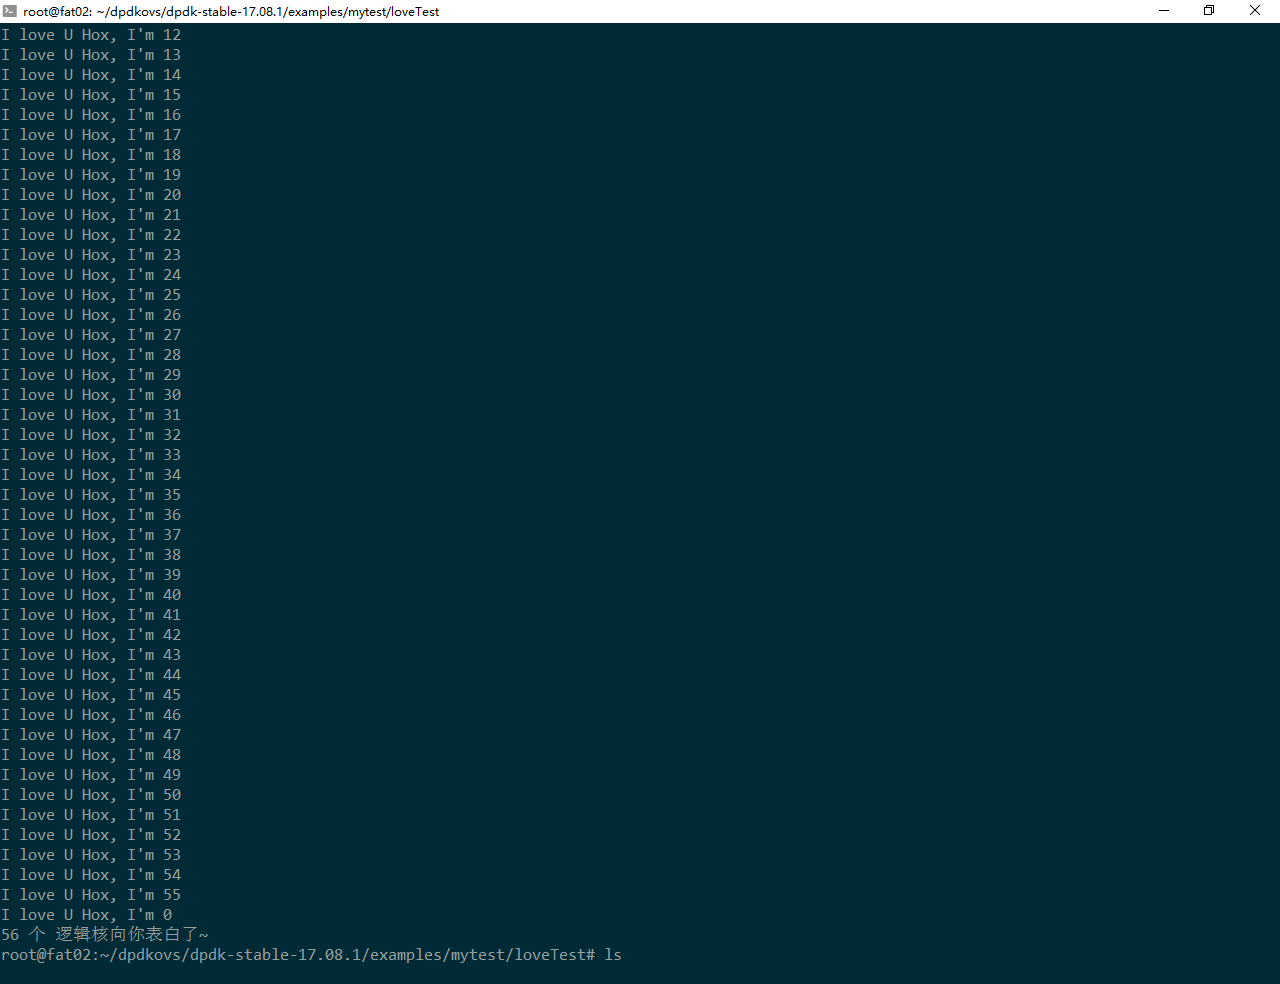 root@fat02: ~/dpdkovs/dpdk-stable-17.08.1/examples/mytest/loveTest
I love U Hox, I'm 12
I love U Hox, I'm 13
I love U Hox, I'm 14
I love U Hox, I'm 15
I love U Hox, I'm 16
I love U Hox, I'm 17
I love U Hox, I'm 18
I love U Hox, I'm 19
I love U Hox, I'm 20
I love U Hox, I'm 21
I love U Hox, I'm 22
I love U Hox, I'm 23
I love U Hox, I'm 24
I love U Hox, I'm 25
I love U Hox, I'm 26
I love U Hox, I'm 27
I love U Hox, I'm 28
I love U Hox, I'm 29
I love U Hox, I'm 30
I love U Hox, I'm 31
I love U Hox, I'm 32
I love U Hox, I'm 33
I love U Hox, I'm 34
I love U Hox, I'm 35
I love U Hox, I'm 36
I love U Hox, I'm 37
I love U Hox, I'm 38
I love U Hox, I'm 39
I love U Hox, I'm 40
I love U Hox, I'm 41
I love U Hox, I'm 42
I love U Hox, I'm 43
I love U Hox, I'm 44
I love U Hox, I'm 45
I love U Hox, I'm 46
I love U Hox, I'm 47
I love U Hox, I'm 48
I love U Hox, I'm 49
I love U Hox, I'm 50
I love U Hox, I'm 51
I love U Hox, I'm 52
I love U Hox, I'm 53
I love U Hox, I'm 54
I love U Hox, I'm 55
I love U Hox, I'm 0
56 个 逻辑核向你表白了~
root@fat02:~/dpdkovs/dpdk-stable-17.08.1/examples/mytest/loveTest# ls